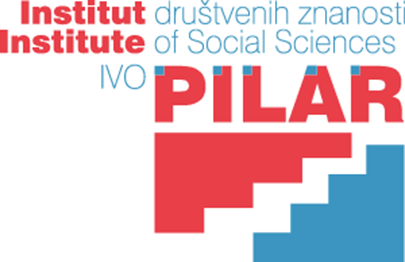 Institut društvenih znanosti
Institute of Social Sciences
IVO PILAR